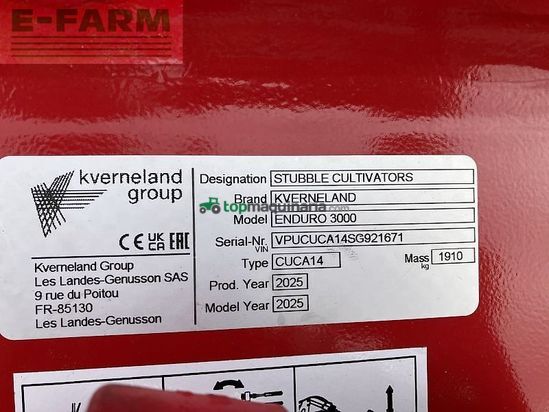 E-FARM
kverneland
group
CE UK CA EAC
Kverneland Group
Les Landes-Genusson SAS
9 rue du Poitou
FR-85130
Les Landes-Genusson
Designation STUBBLE CULTIVATORS
Brand KVERNELAND
topmaquinaria.com
Model ENDURO 3000
Serial-Nr. VIN VPUCUCA14SG921671
Type CUCA14 Mass kg 1910
Prod. Year 2025
Model Year 2025